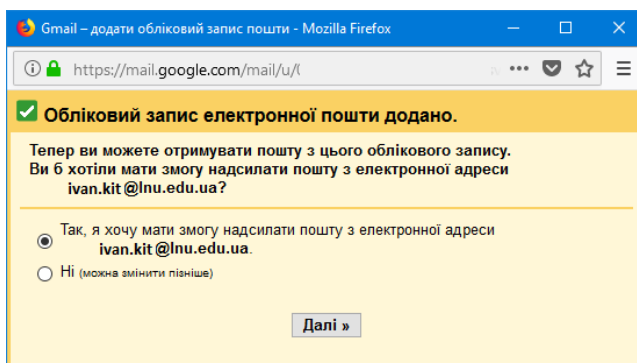 Gmail – додати обліковий запис пошти - Mozilla Firefox
https://mail.google.com/mail/u/(
Обліковий запис електронної пошти додано.
Тепер ви можете отримувати пошту з цього облікового запису.
Ви б хотіли мати змогу надсилати пошту з електронної адреси
ivan.kit@lnu.edu.ua?
Так, я хочу мати змогу надсилати пошту з електронної адреси
ivan.kit@lnu.edu.ua.
Ні (можна змінити пізніше)
Далі »